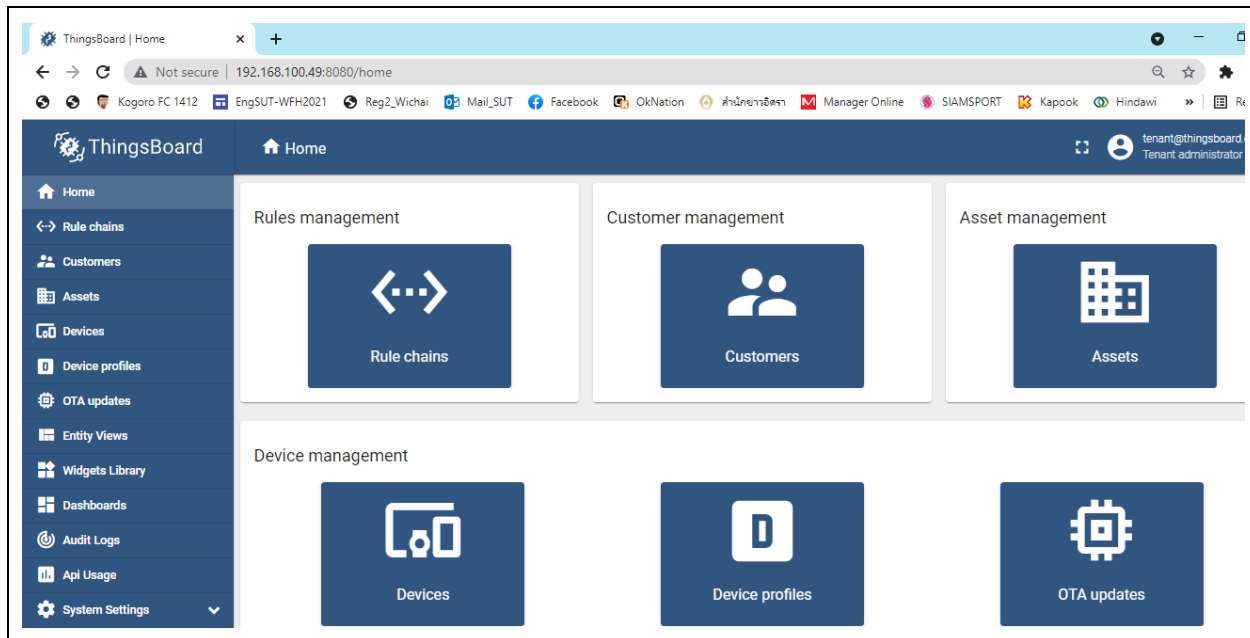 ThingsBoard | Home
Not secure | 192.168.100.49:8080/home
Kogoro FC 1412 EngSUT-WFH2021 Reg2_Wichai Mail_SUT Facebook OkNation สำนักข่าวอิศรา Manager Online SIAMSPORT Kapook Hindawi » Re
ThingsBoard Home tenant@thingsboard.
Tenant administrator
Home
Rule chains
Customers
Assets
Devices
Device profiles
OTA updates
Entity Views
Widgets Library
Dashboards
Audit Logs
Api Usage
System Settings
Rules management Customer management Asset management
Rule chains Customers Assets
Device management
D
Devices Device profiles OTA updates